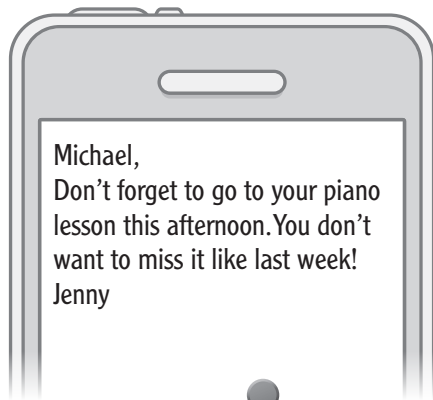 Michael,
Don’t forget to go to your piano
lesson this afternoon. You don’t
want to miss it like last week!
Jenny